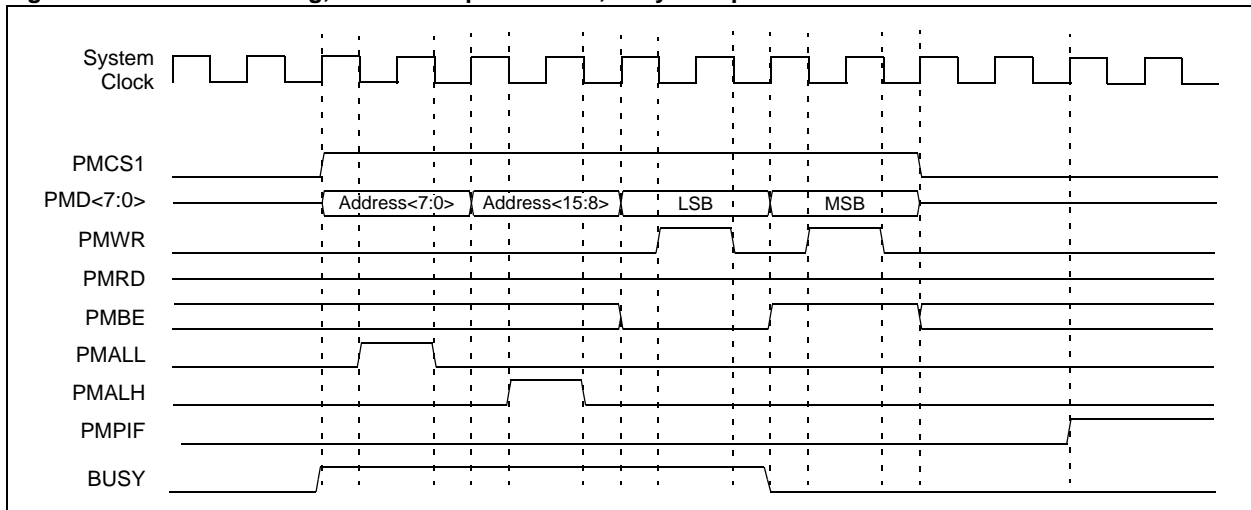 System
Clock
PMCS1
PMD<7:0>
Address<7:0>
Address<15:8>
LSB
MSB
PMWR
PMRD
PMBE
PMALL
PMALH
PMPIF
BUSY